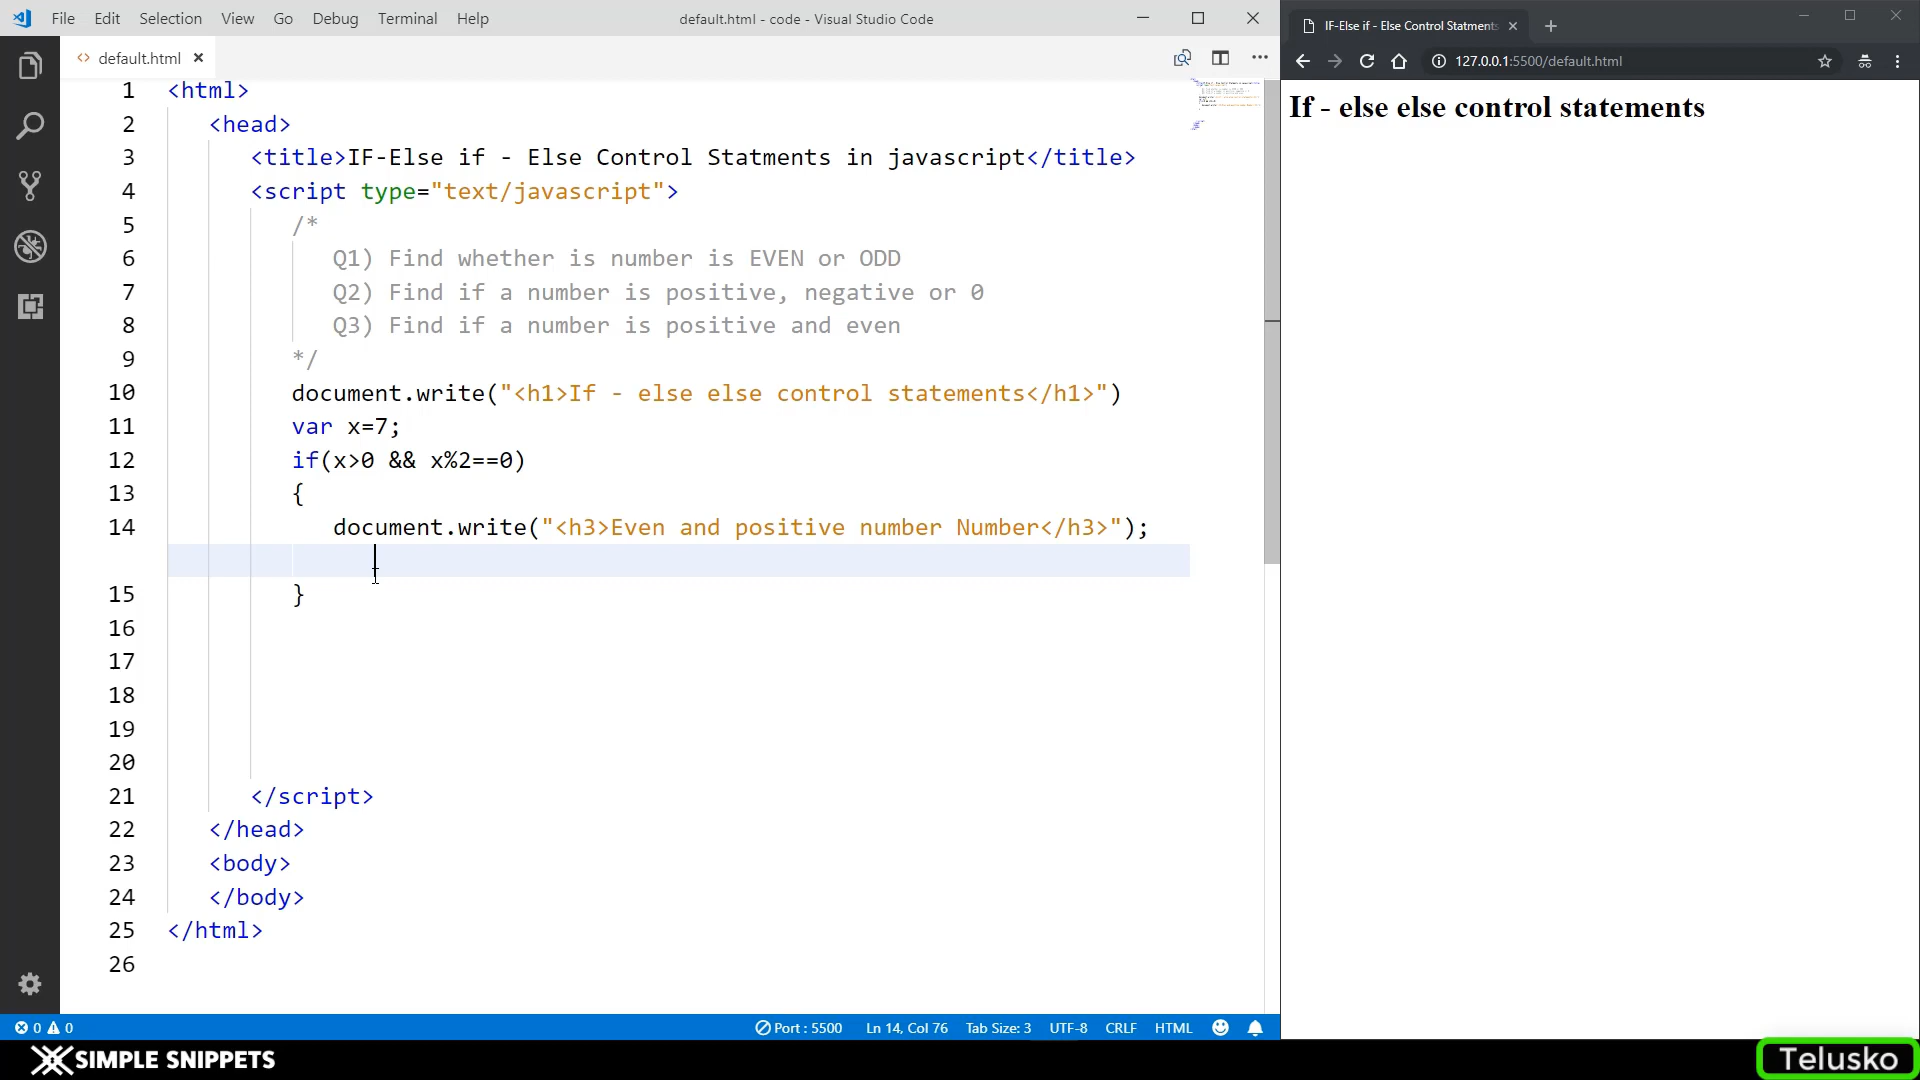 File Edit Selection View Go Debug Terminal Help
default.html - code - Visual Studio Code
default.html
1 <html>
2 <head>
3 <title>IF-Else if - Else Control Statments in javascript</title>
4 <script type="text/javascript">
5 /*
6 Q1) Find whether is number is EVEN or ODD
7 Q2) Find if a number is positive, negative or 0
8 Q3) Find if a number is positive and even
9 */
10 document.write("<h1>If - else else control statements</h1>")
11 var x=7;
12 if(x>0 && x%2==0)
13 {
14 document.write("<h3>Even and positive number Number</h3>");
15 }
16
17
18
19
20
21 </script>
22 </head>
23 <body>
24 </body>
25 </html>
26
0 0 Port : 5500 Ln 14, Col 76 Tab Size: 3 UTF-8 CRLF HTML
IF-Else if - Else Control Statments
127.0.0.1:5500/default.html
If - else else control statements
SIMPLE SNIPPETS
Telusko